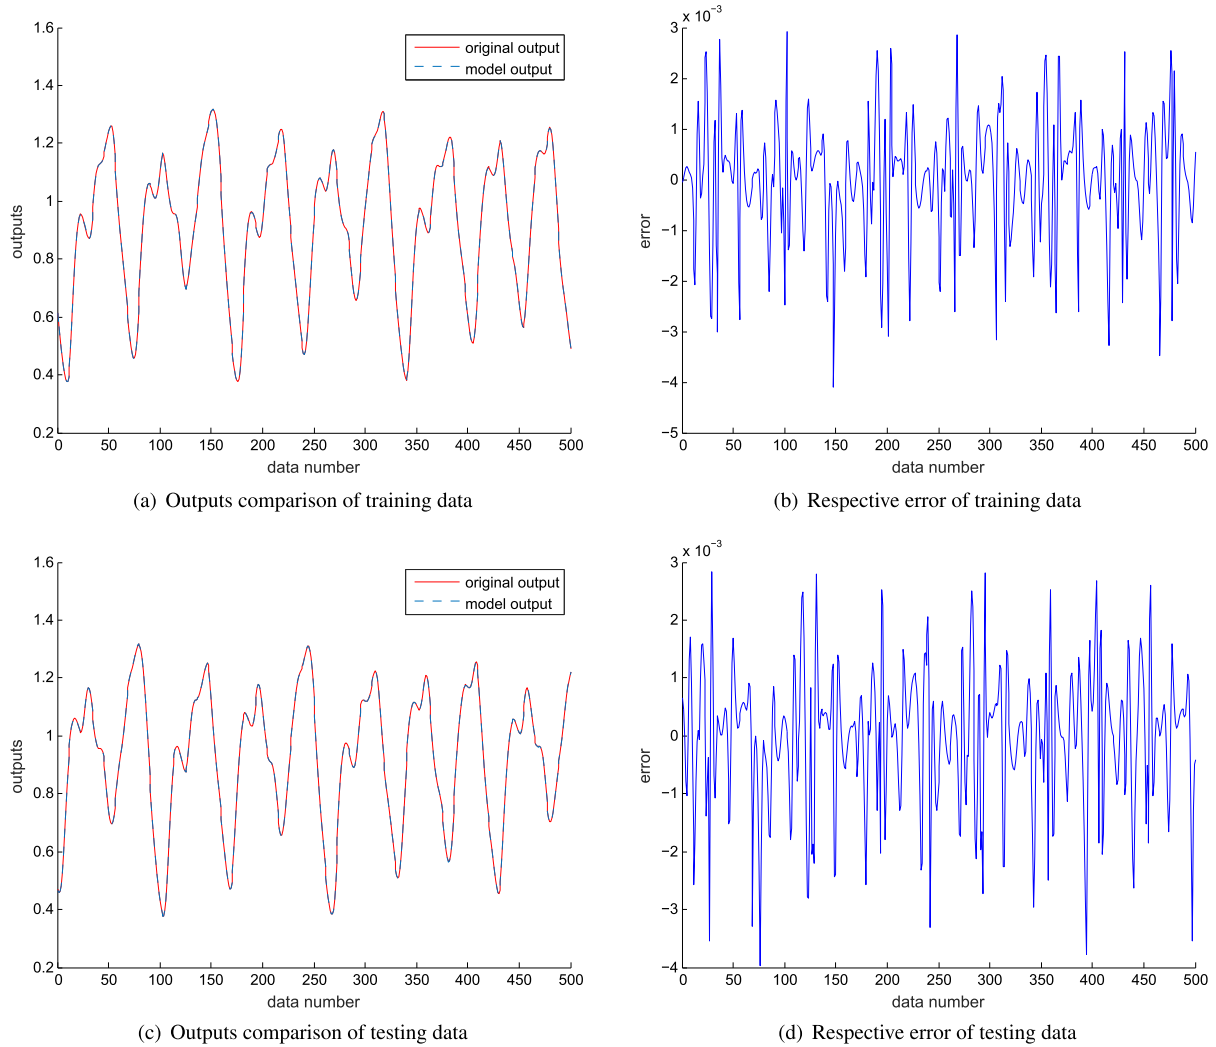 1.6
1.4
1.2
1
0.8
0.6
0.4
0.2
outputs
original output
model output
0 50 100 150 200 250 300 350 400 450 500
data number
(a) Outputs comparison of training data
x 10−3
3
2
1
0
−1
−2
−3
−4
−5
error
0 50 100 150 200 250 300 350 400 450 500
data number
(b) Respective error of training data
1.6
1.4
1.2
1
0.8
0.6
0.4
0.2
outputs
original output
model output
0 50 100 150 200 250 300 350 400 450 500
data number
(c) Outputs comparison of testing data
x 10−3
3
2
1
0
−1
−2
−3
−4
error
0 50 100 150 200 250 300 350 400 450 500
data number
(d) Respective error of testing data